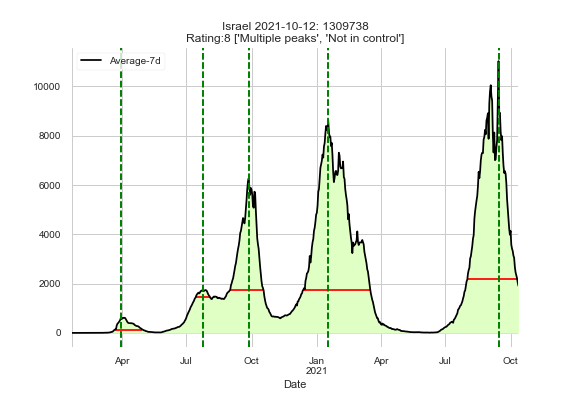 Israel 2021-10-12: 1309738
Rating:8 ['Multiple peaks', 'Not in control']
Average-7d
10000
8000
6000
4000
2000
0
Apr
Jul
Oct
Jan
2021
Apr
Jul
Oct
Date